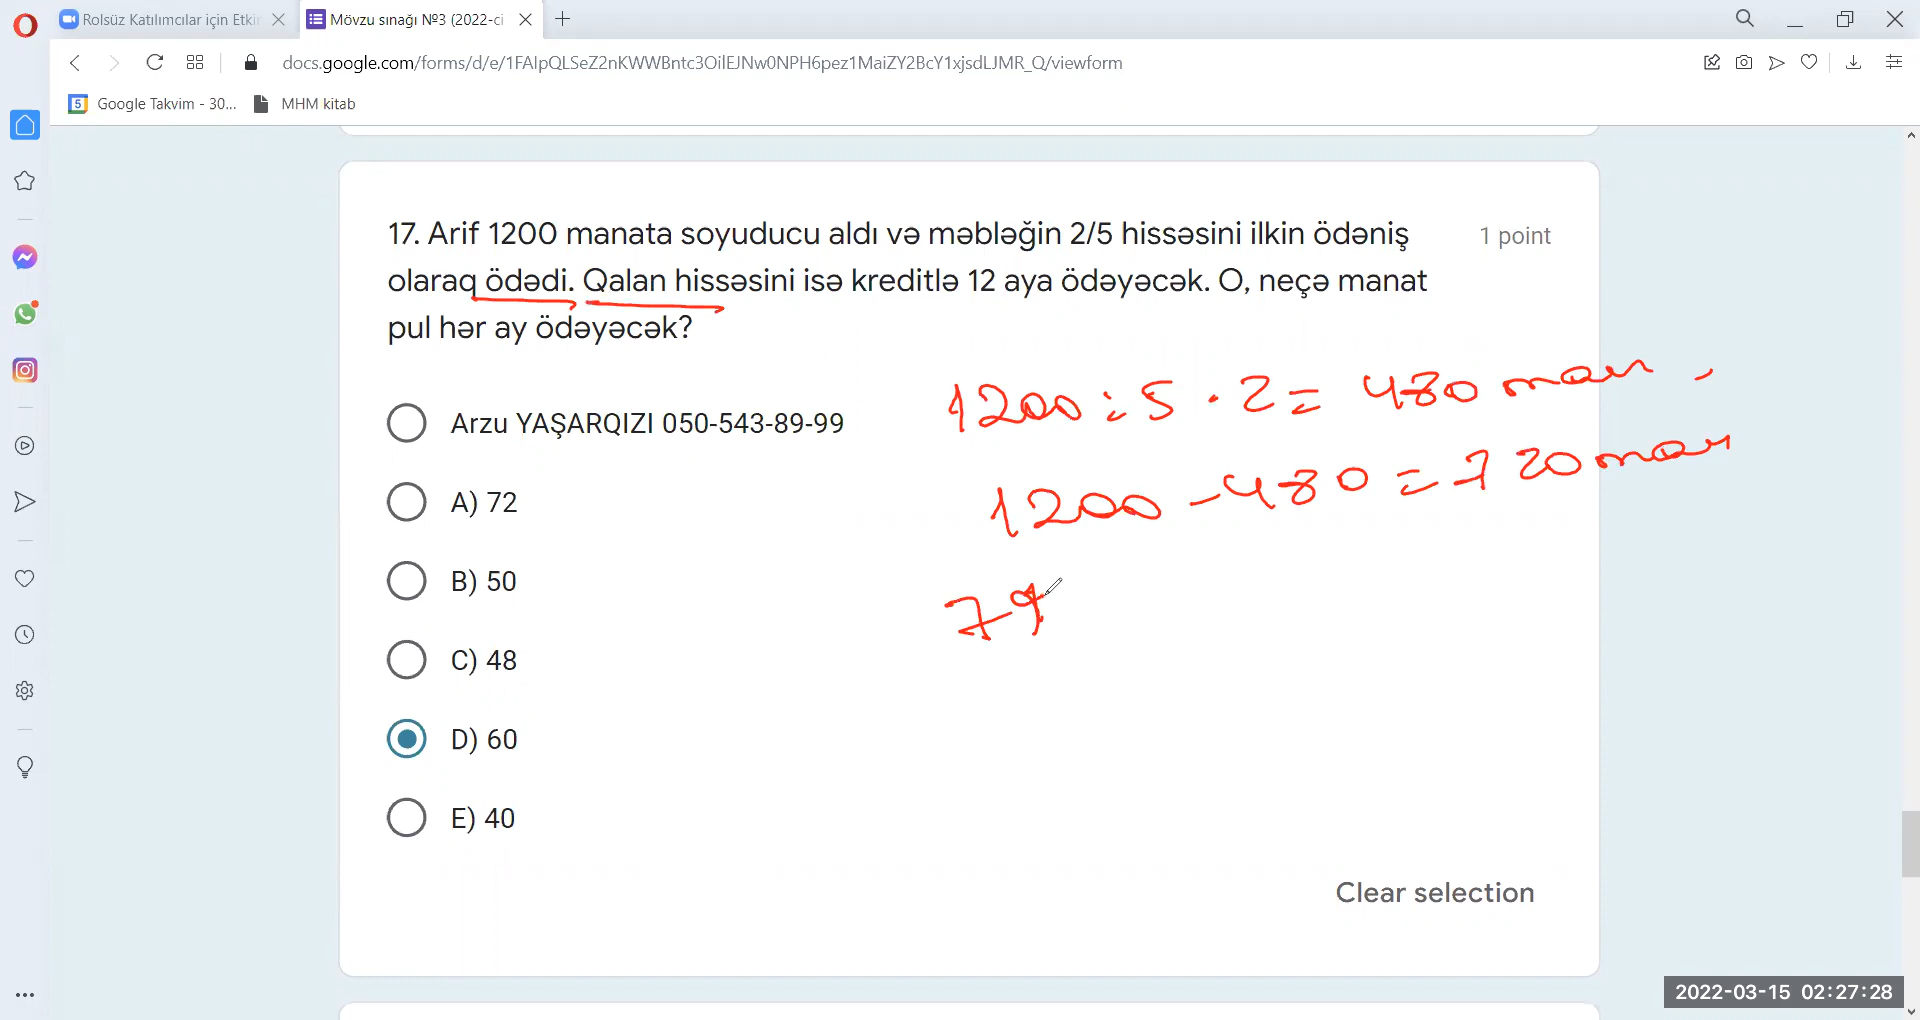 Rolsüz Katılımcılar için Etkin
Mövzu sınağı №3 (2022-ci
docs.google.com/forms/d/e/1FAIpQLSeZ2nKWWBntc3OilEJNw0NPH6pez1MaiZY2BcY1xjsdLJMR_Q/viewform
5 Google Takvim - 30...
MHM kitab
17. Arif 1200 manata soyuducu aldı və məbləğin 2/5 hissəsini ilkin ödəniş
olaraq ödədi. Qalan hissəsini isə kreditlə 12 aya ödəyəcək. O, neçə manat
pul hər ay ödəyəcək?
1 point
1200 : 5 · 2 = 480 man
Arzu YAŞARQIZI 050-543-89-99
1200 - 480 = 720 man
A) 72
B) 50
C) 48
D) 60
E) 40
Clear selection
2022-03-15 02:27:28